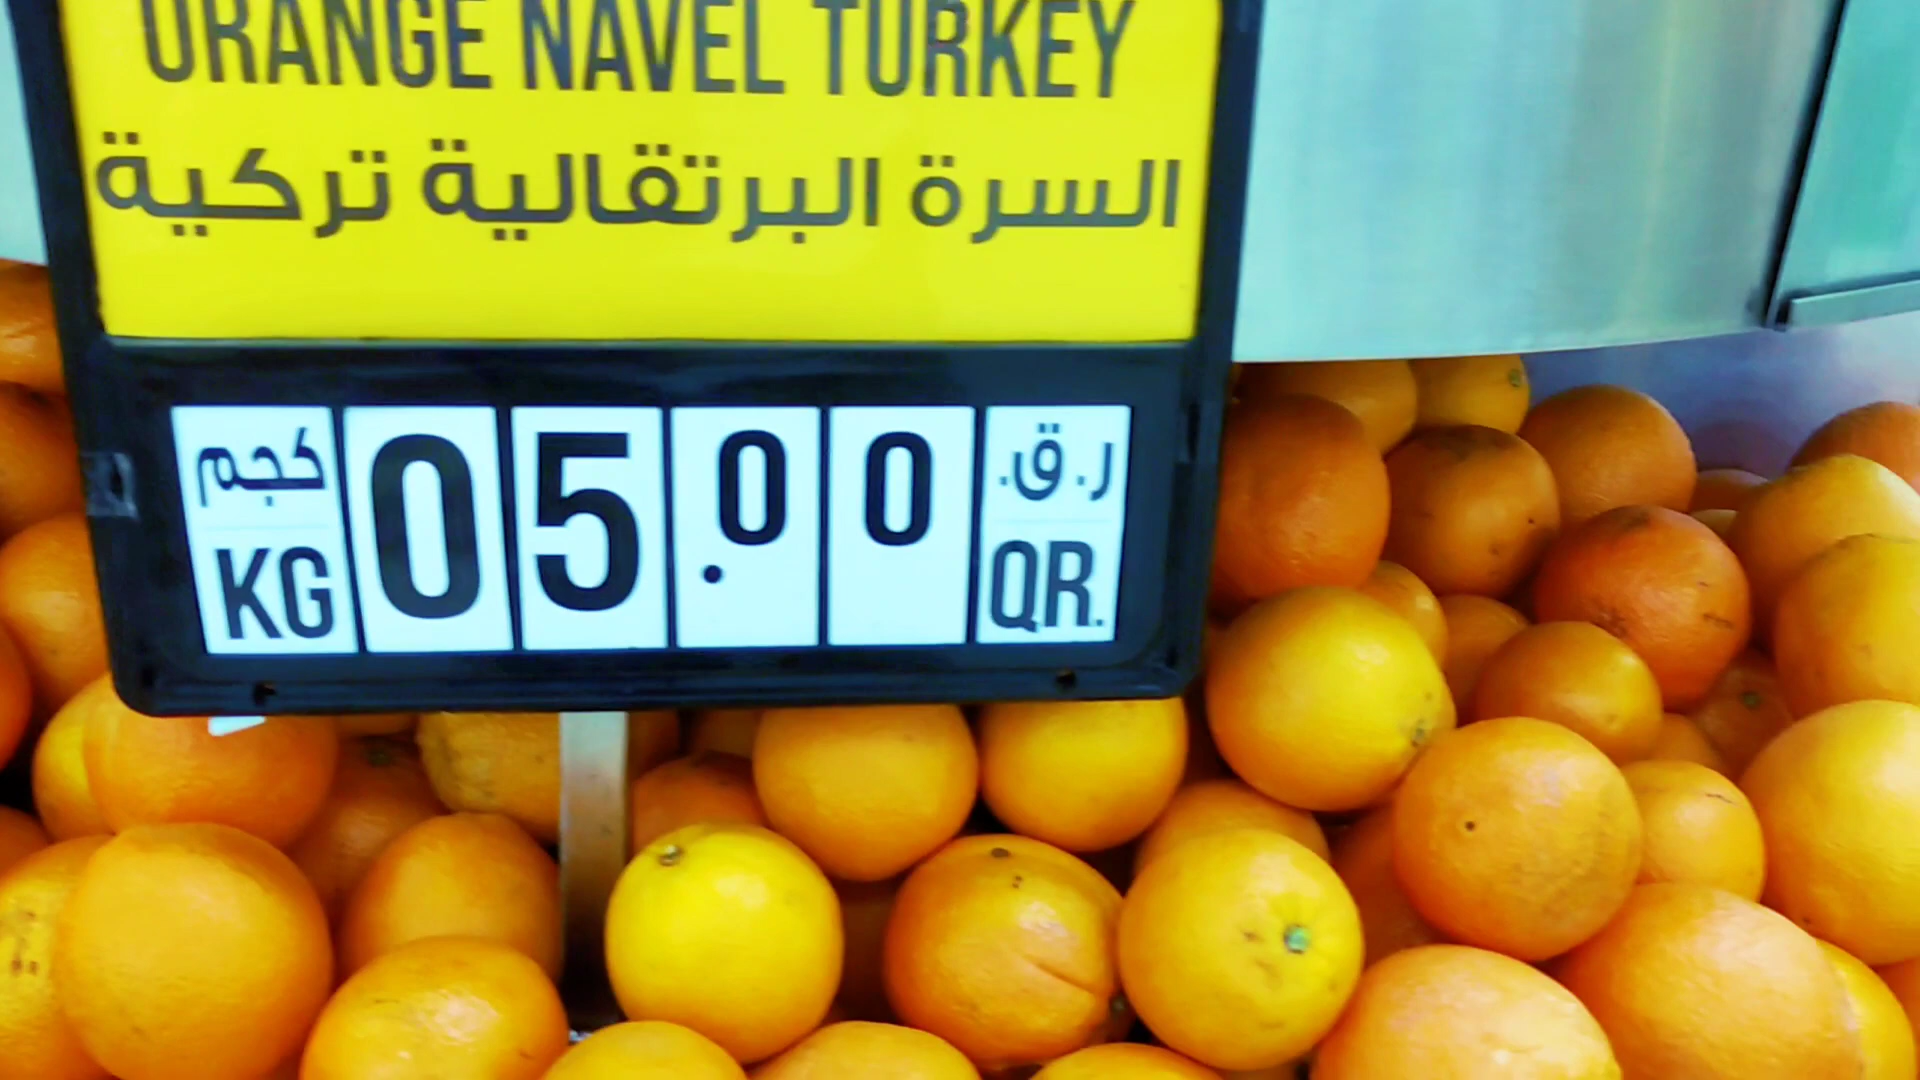 ORANGE NAVEL TURKEY
السرة البرتقالية تركية
كجم 05.00 ر.ق.
KG QR.